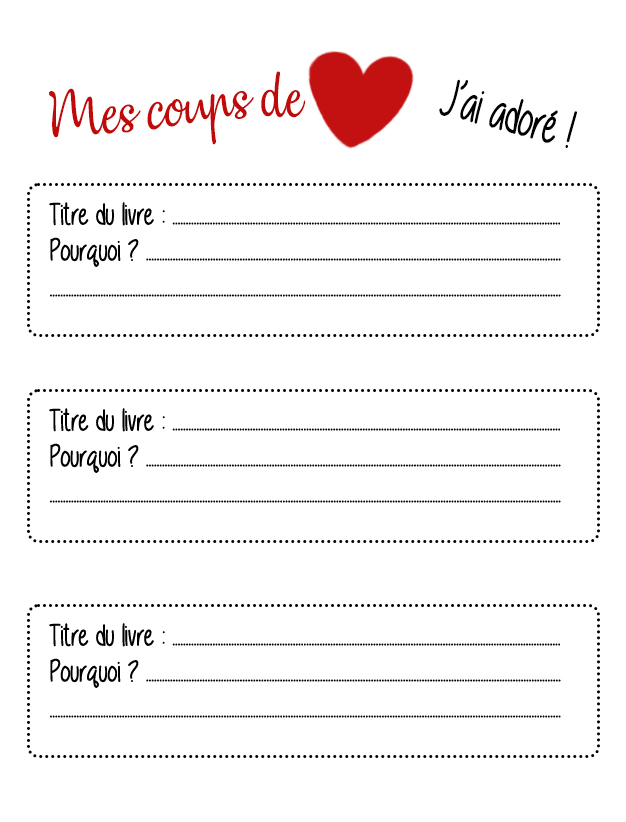 Mes coups de
J'ai adoré !
Titre du livre :
Pourquoi ?
Titre du livre :
Pourquoi ?
Titre du livre :
Pourquoi ?